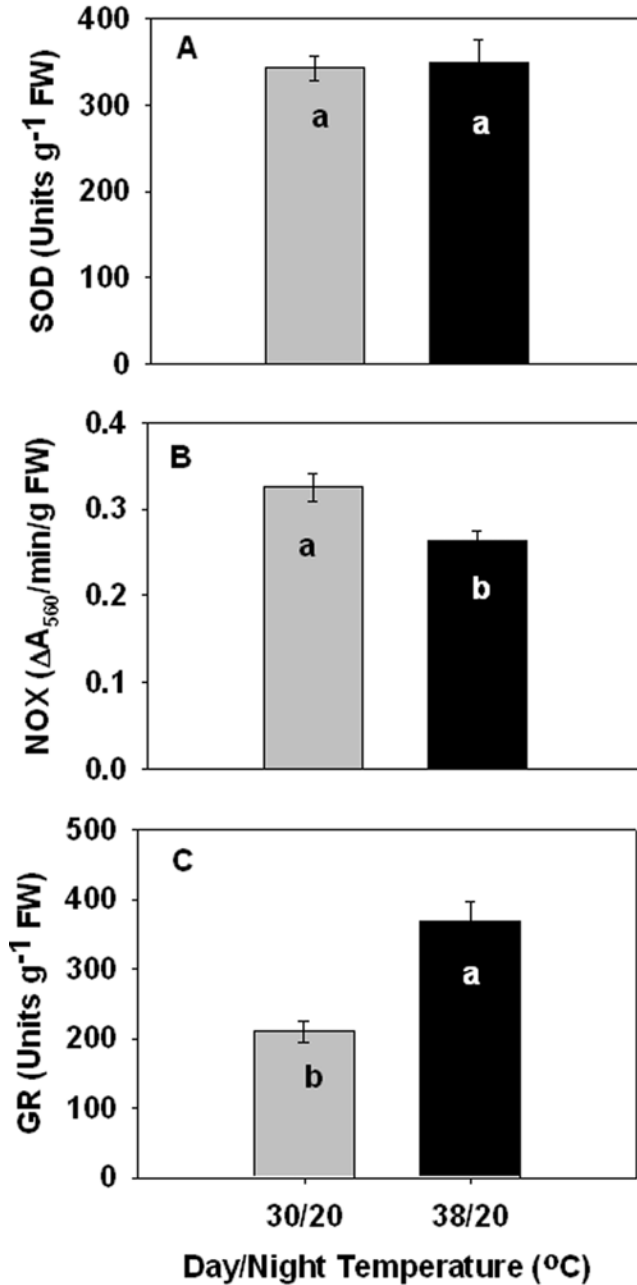 A
SOD (Units g⁻¹ FW)
400
300
200
100
0
a
a
B
NOX (ΔA₅₆₀/min/g FW)
0.4
0.3
0.2
0.1
0.0
a
b
C
GR (Units g⁻¹ FW)
500
400
300
200
100
0
b
a
30/20 38/20
Day/Night Temperature (ºC)